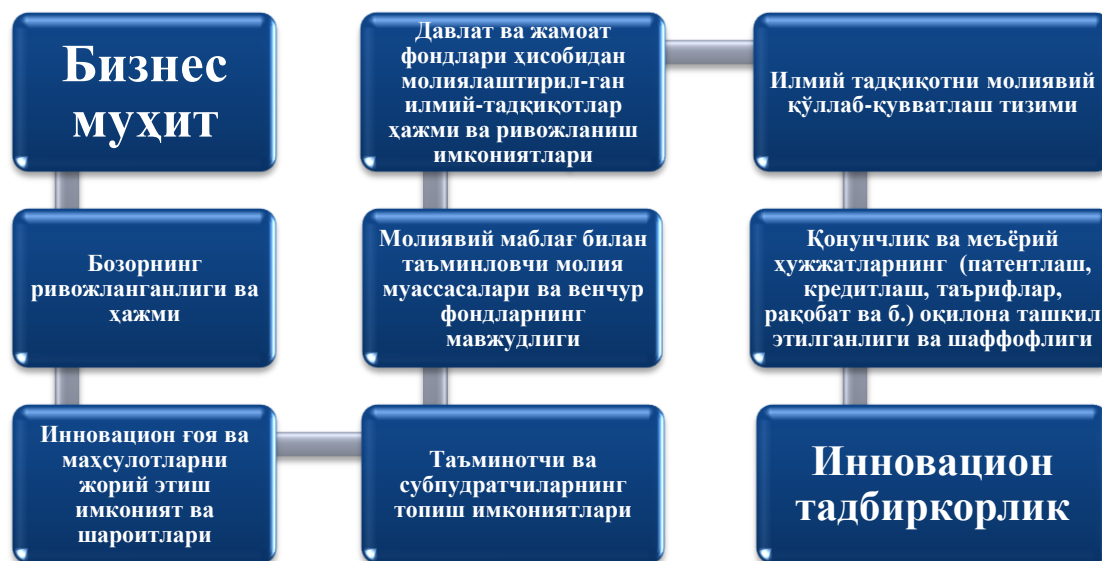 Бизнес
муҳит
Бозорнинг
ривожланганлиги ва
ҳажми
Инновацион ғоя ва
маҳсулотларни
жорий этиш
имконият ва
шароитлари
Таъминотчи ва
субпудратчиларнинг
топиш имкониятлари
Молиявий маблағ билан
таъминловчи молия
муассасалари ва венчур
фондларнинг
мавжудлиги
Давлат ва жамоат
фондлари ҳисобидан
молиялаштирил-ган
илмий-тадқиқотлар
ҳажми ва ривожланиш
имкониятлари
Илмий тадқиқотни молиявий
қўллаб-қувватлаш тизими
Қонунчлик ва меъёрий
ҳужжатларнинг (патентлаш,
кредитлаш, таърифлар,
рақобат ва б.) оқилона ташкил
этилганлиги ва шаффофлиги
Инновацион
тадбиркорлик